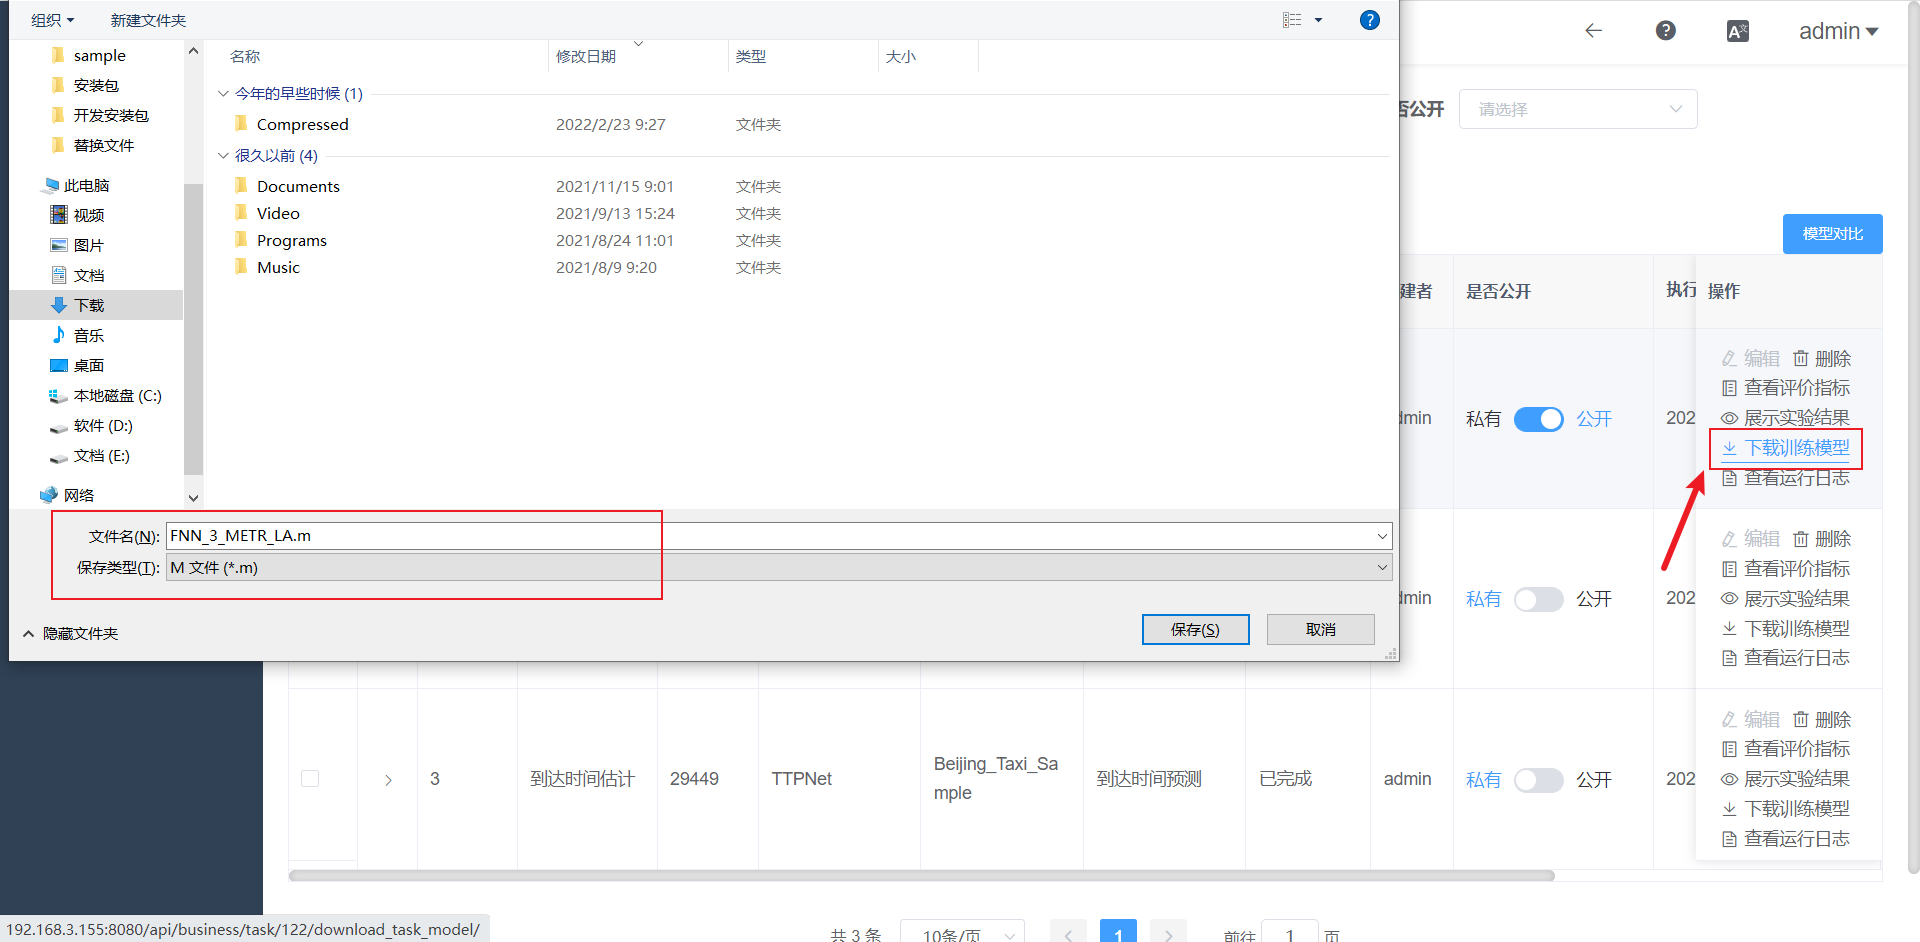 组织
新建文件夹
sample
安装包
开发安装包
替换文件
此电脑
视频
图片
文档
下载
音乐
桌面
本地磁盘 (C:)
软件 (D:)
文档 (E:)
网络
名称 修改日期 类型 大小
今年的早些时候 (1)
Compressed 2022/2/23 9:27 文件夹
很久以前 (4)
Documents 2021/11/15 9:01 文件夹
Video 2021/9/13 15:24 文件夹
Programs 2021/8/24 11:01 文件夹
Music 2021/8/9 9:20 文件夹
文件名(N): FNN_3_METR_LA.m
保存类型(T): M 文件 (*.m)
隐藏文件夹
保存(S) 取消
admin
否公开 请选择
模型对比
建者 是否公开 执行 操作
dmin 私有 公开 202
编辑 删除
查看评价指标
展示实验结果
下载训练模型
查看运行日志
dmin 私有 公开 202
编辑 删除
查看评价指标
展示实验结果
下载训练模型
查看运行日志
3 到达时间估计 29449 TTPNet Beijing_Taxi_Sa
mple 到达时间预测 已完成 admin 私有 公开 202
编辑 删除
查看评价指标
展示实验结果
下载训练模型
查看运行日志
共 3 条 10条/页 1 前往 1 页
192.168.3.155:8080/api/business/task/122/download_task_model/